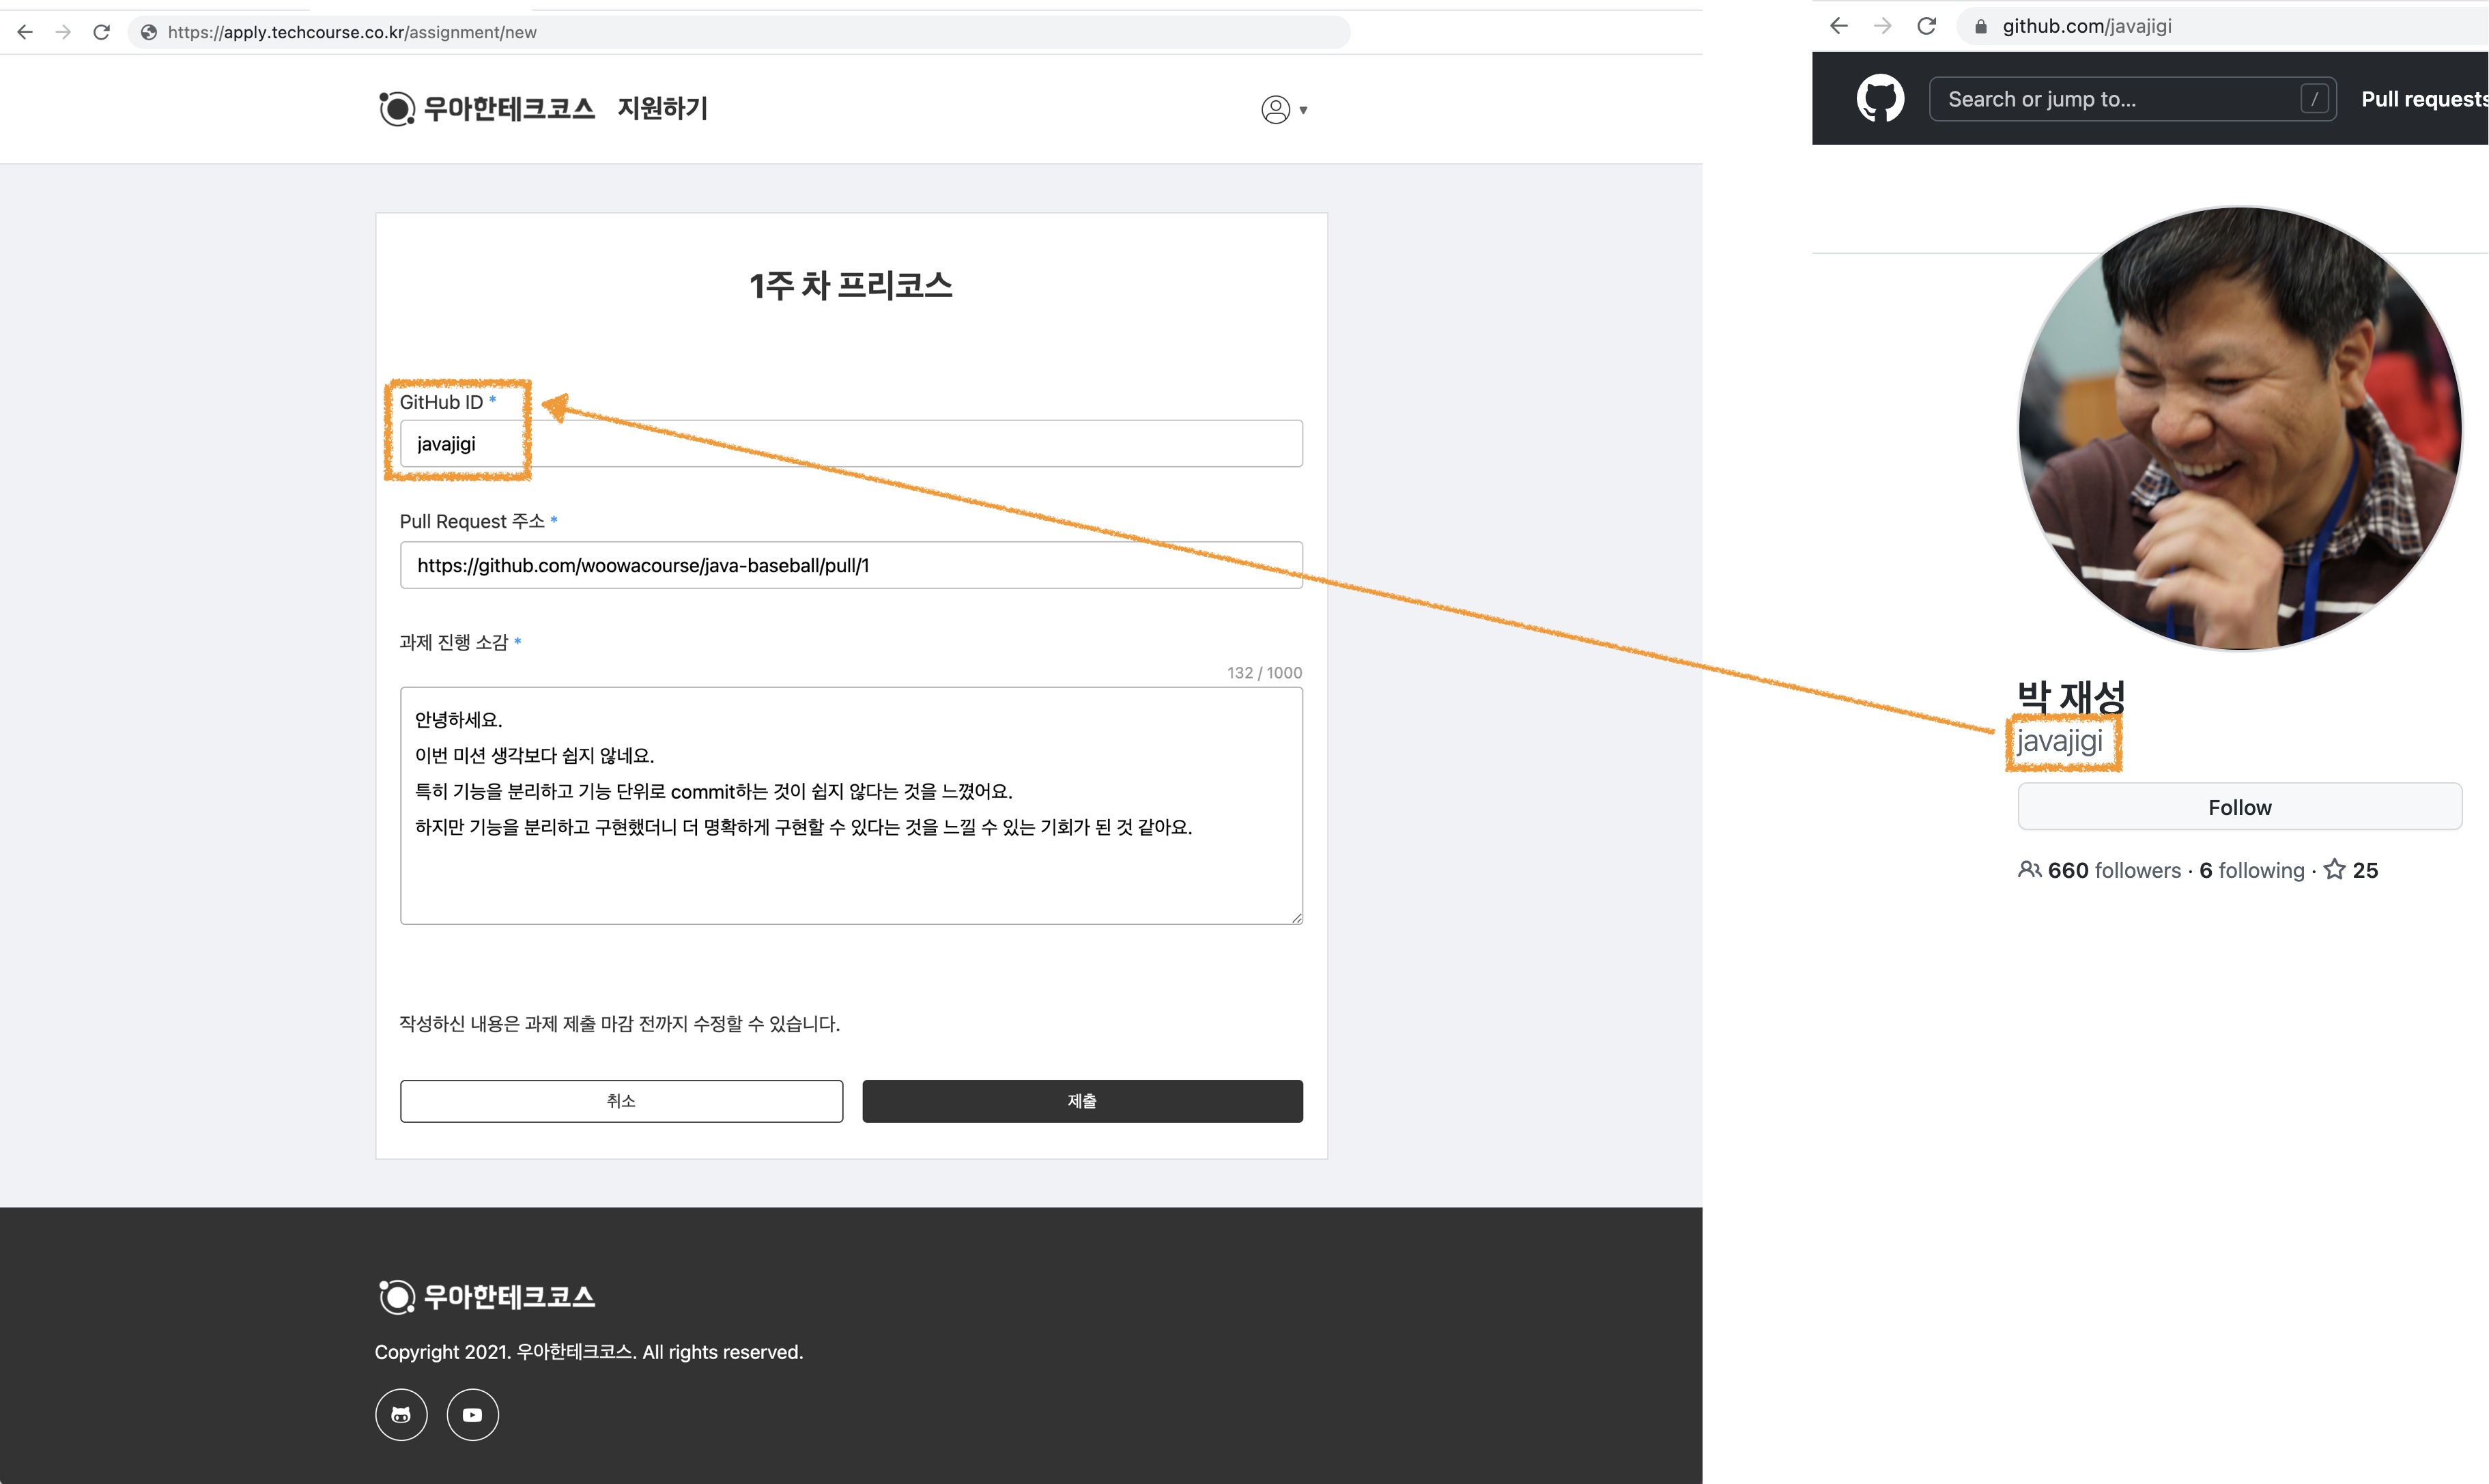 https://apply.techcourse.co.kr/assignment/new
우아한테크코스 지원하기
1주 차 프리코스
GitHub ID *
javajigi
Pull Request 주소 *
https://github.com/woowacourse/java-baseball/pull/1
과제 진행 소감 *
132 / 1000
안녕하세요.
이번 미션 생각보다 쉽지 않네요.
특히 기능을 분리하고 기능 단위로 commit하는 것이 쉽지 않다는 것을 느꼈어요.
하지만 기능을 분리하고 구현했더니 더 명확하게 구현할 수 있다는 것을 느낄 수 있는 기회가 된 것 같아요.
작성하신 내용은 과제 제출 마감 전까지 수정할 수 있습니다.
취소
제출
우아한테크코스
Copyright 2021. 우아한테크코스. All rights reserved.
github.com/javajigi
Search or jump to... /
Pull requests
박 재성
javajigi
Follow
660 followers · 6 following · 25